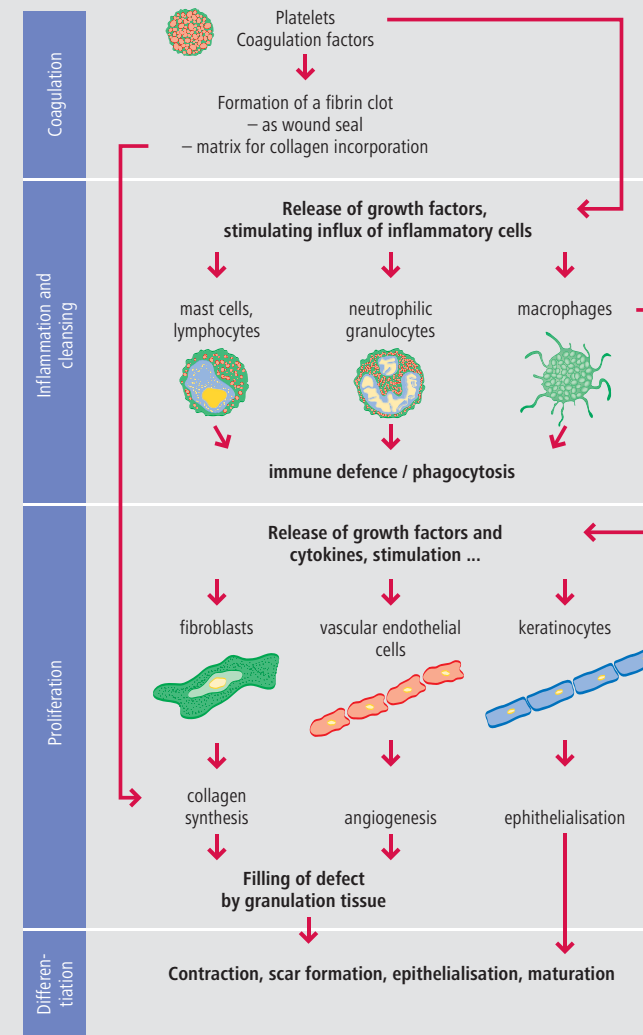 Coagulation
Platelets
Coagulation factors
Formation of a fibrin clot
– as wound seal
– matrix for collagen incorporation
Inflammation and
cleansing
Release of growth factors,
stimulating influx of inflammatory cells
mast cells,
lymphocytes
neutrophilic
granulocytes
macrophages
immune defence / phagocytosis
Proliferation
Release of growth factors and
cytokines, stimulation ...
fibroblasts
vascular endothelial
cells
keratinocytes
collagen
synthesis
angiogenesis
ephithelialisation
Filling of defect
by granulation tissue
Differen-
tiation
Contraction, scar formation, epithelialisation, maturation